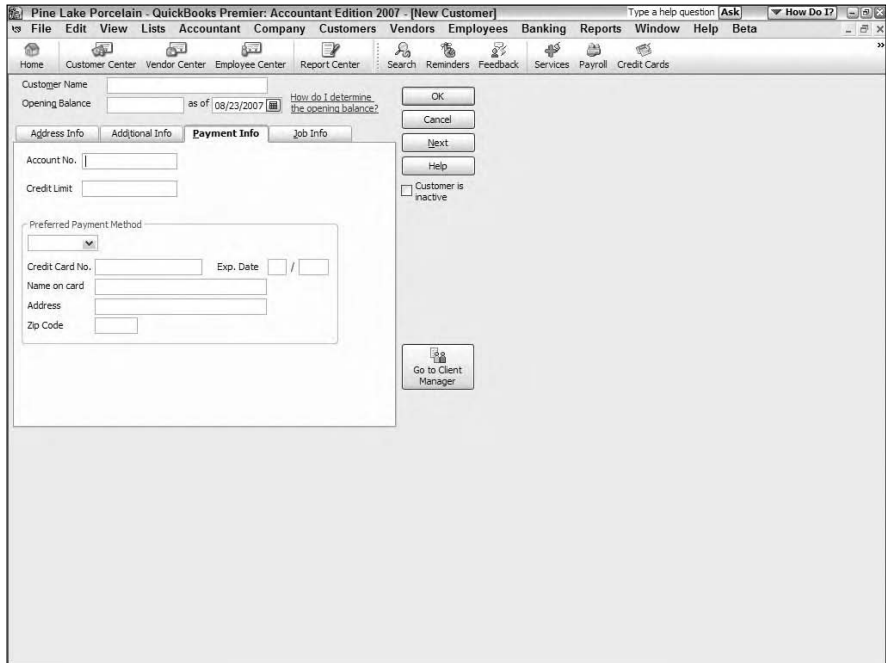 Pine Lake Porcelain - QuickBooks Premier: Accountant Edition 2007 - [New Customer]
Type a help question Ask
How Do I?
File Edit View Lists Accountant Company Customers Vendors Employees Banking Reports Window Help Beta
Home Customer Center Vendor Center Employee Center Report Center Search Reminders Feedback Services Payroll Credit Cards
Customer Name
Opening Balance as of 08/23/2007 How do I determine
the opening balance?
OK
Cancel
Next
Help
Customer is
inactive
Address Info Additional Info Payment Info Job Info
Account No.
Credit Limit
Preferred Payment Method
Credit Card No. Exp. Date /
Name on card
Address
Zip Code
Go to Client
Manager